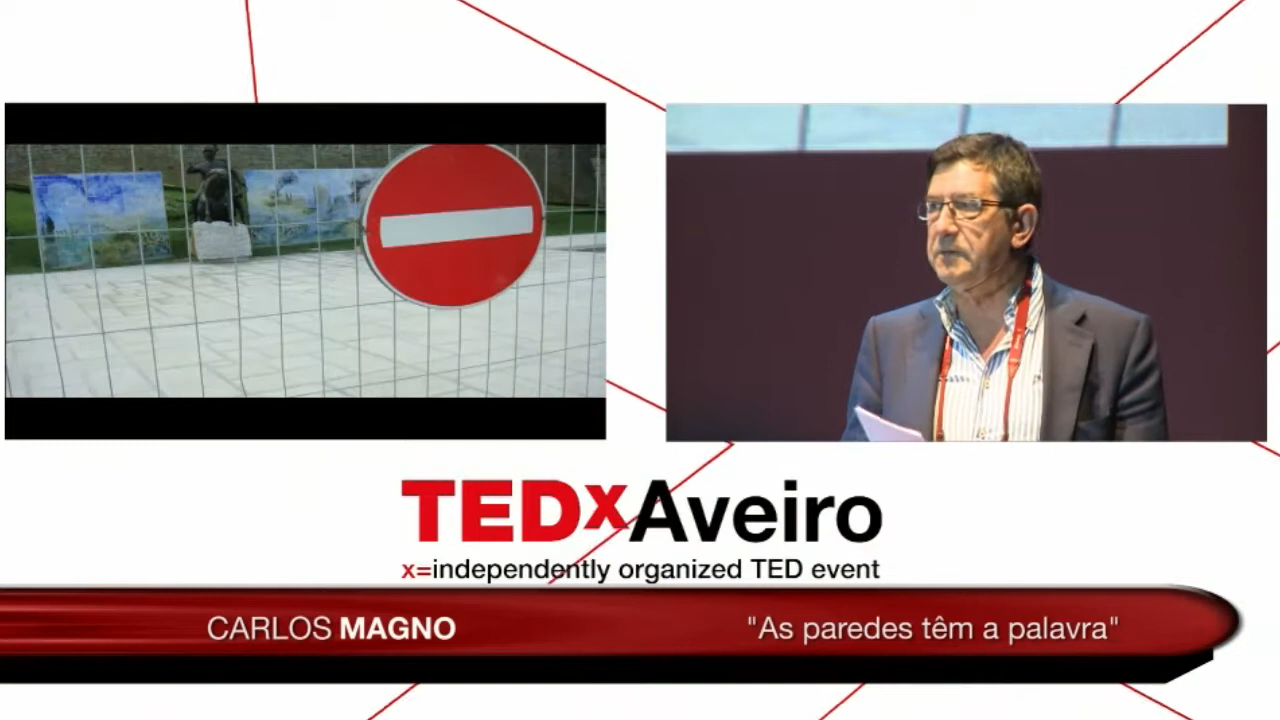 TEDxAveiro
x=independently organized TED event
CARLOS MAGNO
"As paredes têm a palavra"